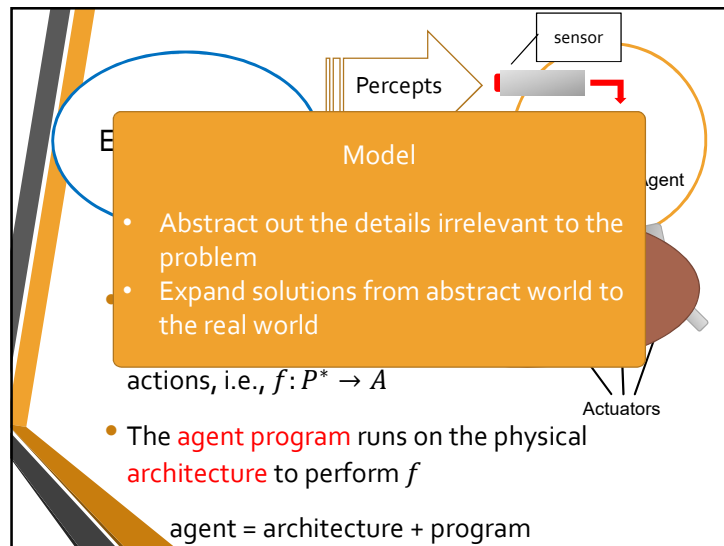 sensor
Percepts
E
Model
Agent
• Abstract out the details irrelevant to the
problem
• Expand solutions from abstract world to
the real world
•
actions, i.e., 𝑓: 𝑃* → 𝐴
Actuators
• The agent program runs on the physical
architecture to perform 𝑓
agent = architecture + program